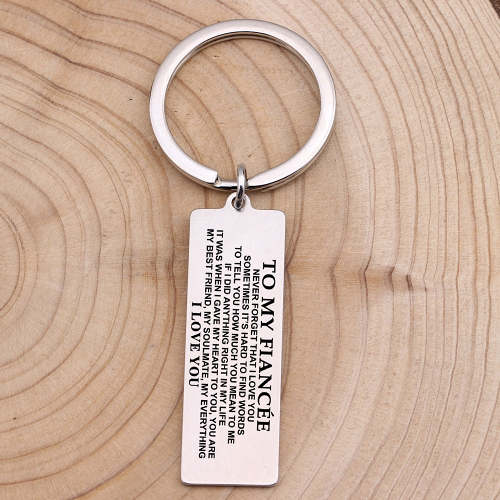 TO MY FIANCÉE
NEVER FORGET THAT I LOVE YOU
SOMETIMES IT'S HARD TO FIND WORDS
TO TELL YOU HOW MUCH YOU MEAN TO ME
IF I DID ANYTHING RIGHT IN MY LIFE
IT WAS WHEN I GAVE MY HEART TO YOU, YOU ARE
MY BEST FRIEND, MY SOULMATE, MY EVERYTHING
I LOVE YOU